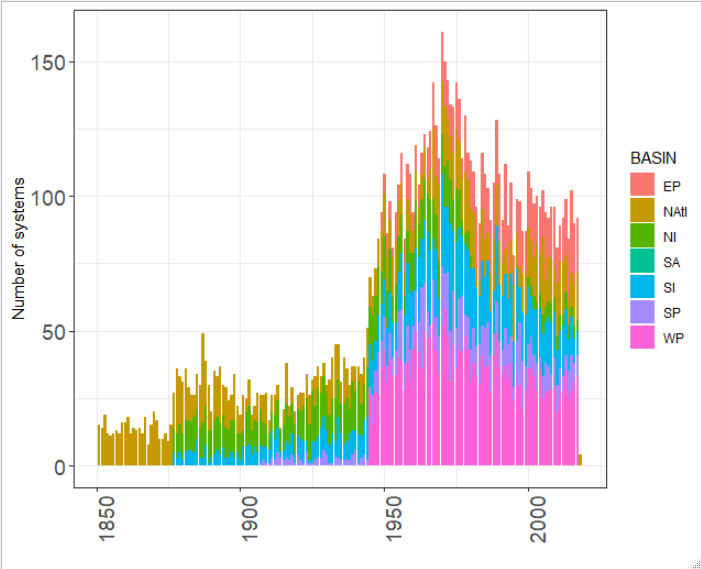 150
100
50
0
Number of systems
1850
1900
1950
2000
BASIN
EP
NAtl
NI
SA
SI
SP
WP